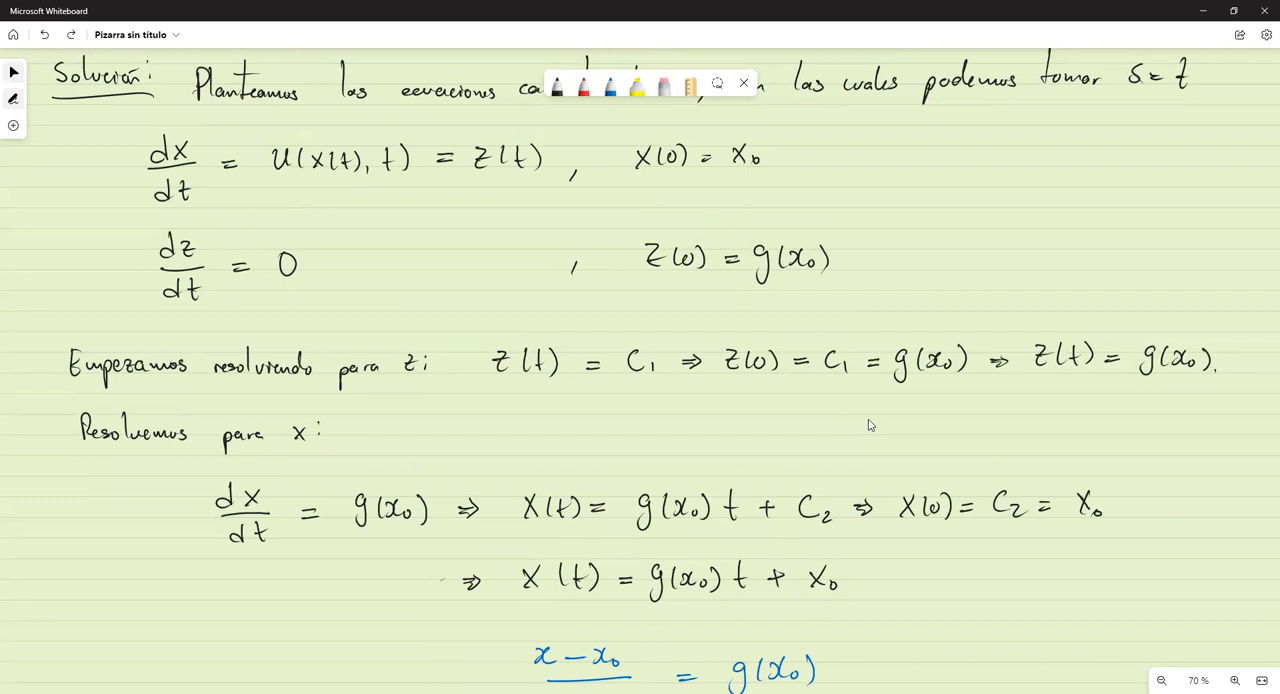 Microsoft Whiteboard
Pizarra sin título
Solución: Planteamos las ecuaciones las cuales podemos tomar s = t
dx/dt = u(x(t), t) = z(t), x(0) = x₀
dz/dt = 0, z(0) = g(x₀)
Empezamos resolviendo para z: z(t) = C₁ ⇒ z(0) = C₁ = g(x₀) ⇒ z(t) = g(x₀).
Resolvemos para x:
dx/dt = g(x₀) ⇒ x(t) = g(x₀) t + C₂ ⇒ x(0) = C₂ = x₀
⇒ x(t) = g(x₀) t + x₀
x − x₀ = g(x₀)
70 %